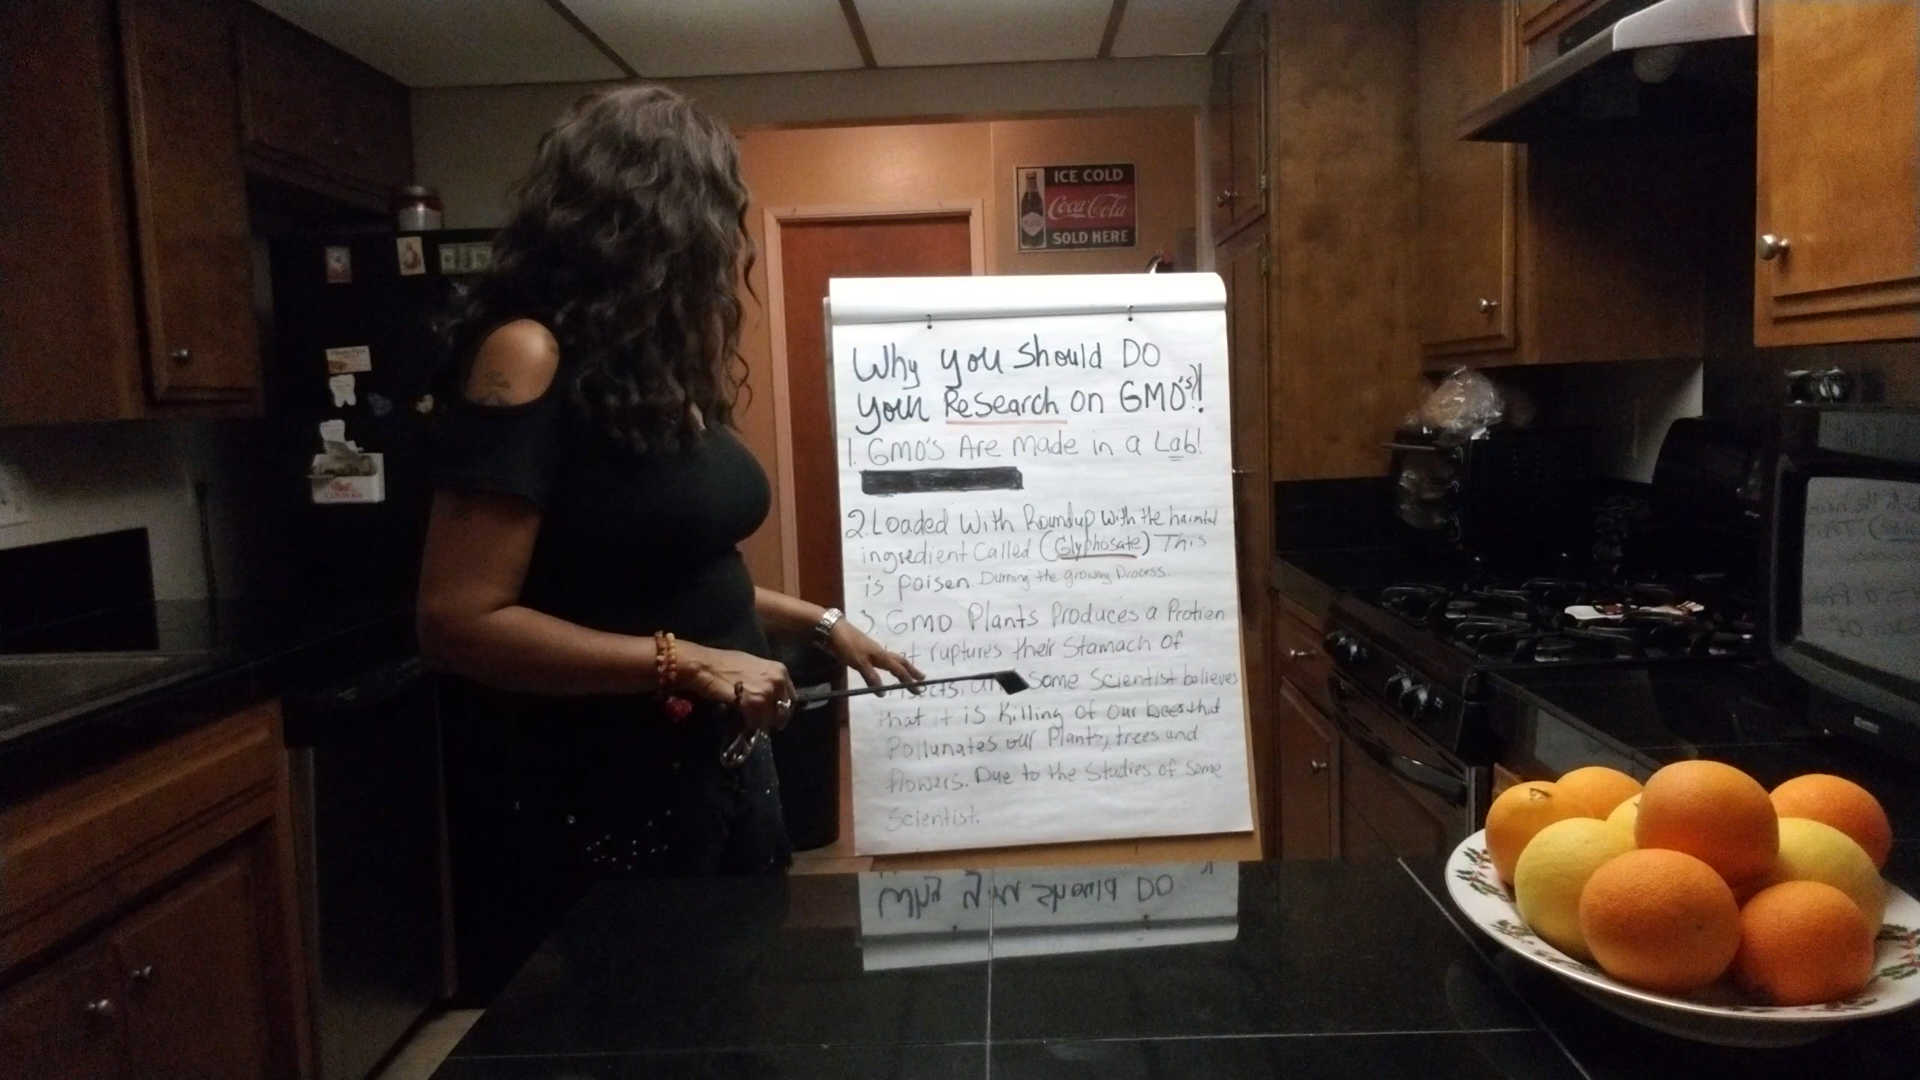 ICE COLD
Coca-Cola
SOLD HERE
Why you Should DO
your Research on GMO's?!
1. GMO's Are Made in a Lab!
2. Loaded With Roundup with the harmful
ingredient Called (Glyphosate) This
is poisen. Durning the growing Process.
3. GMO Plants Produces a Protien
ruptures their Stamach of
Some Scientist believes
that it is Killing of Our bees that
Pollunates our Plants, trees and
flowers. Due to the Studies of Some
Scientist.